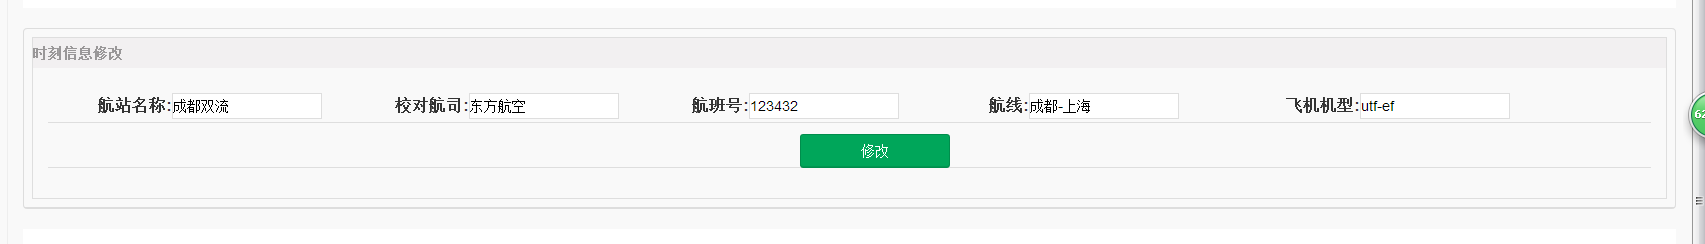 时刻信息修改
航站名称:成都双流 校对航司:东方航空 航班号:123432 航线:成都-上海 飞机机型:utf-ef
修改
62